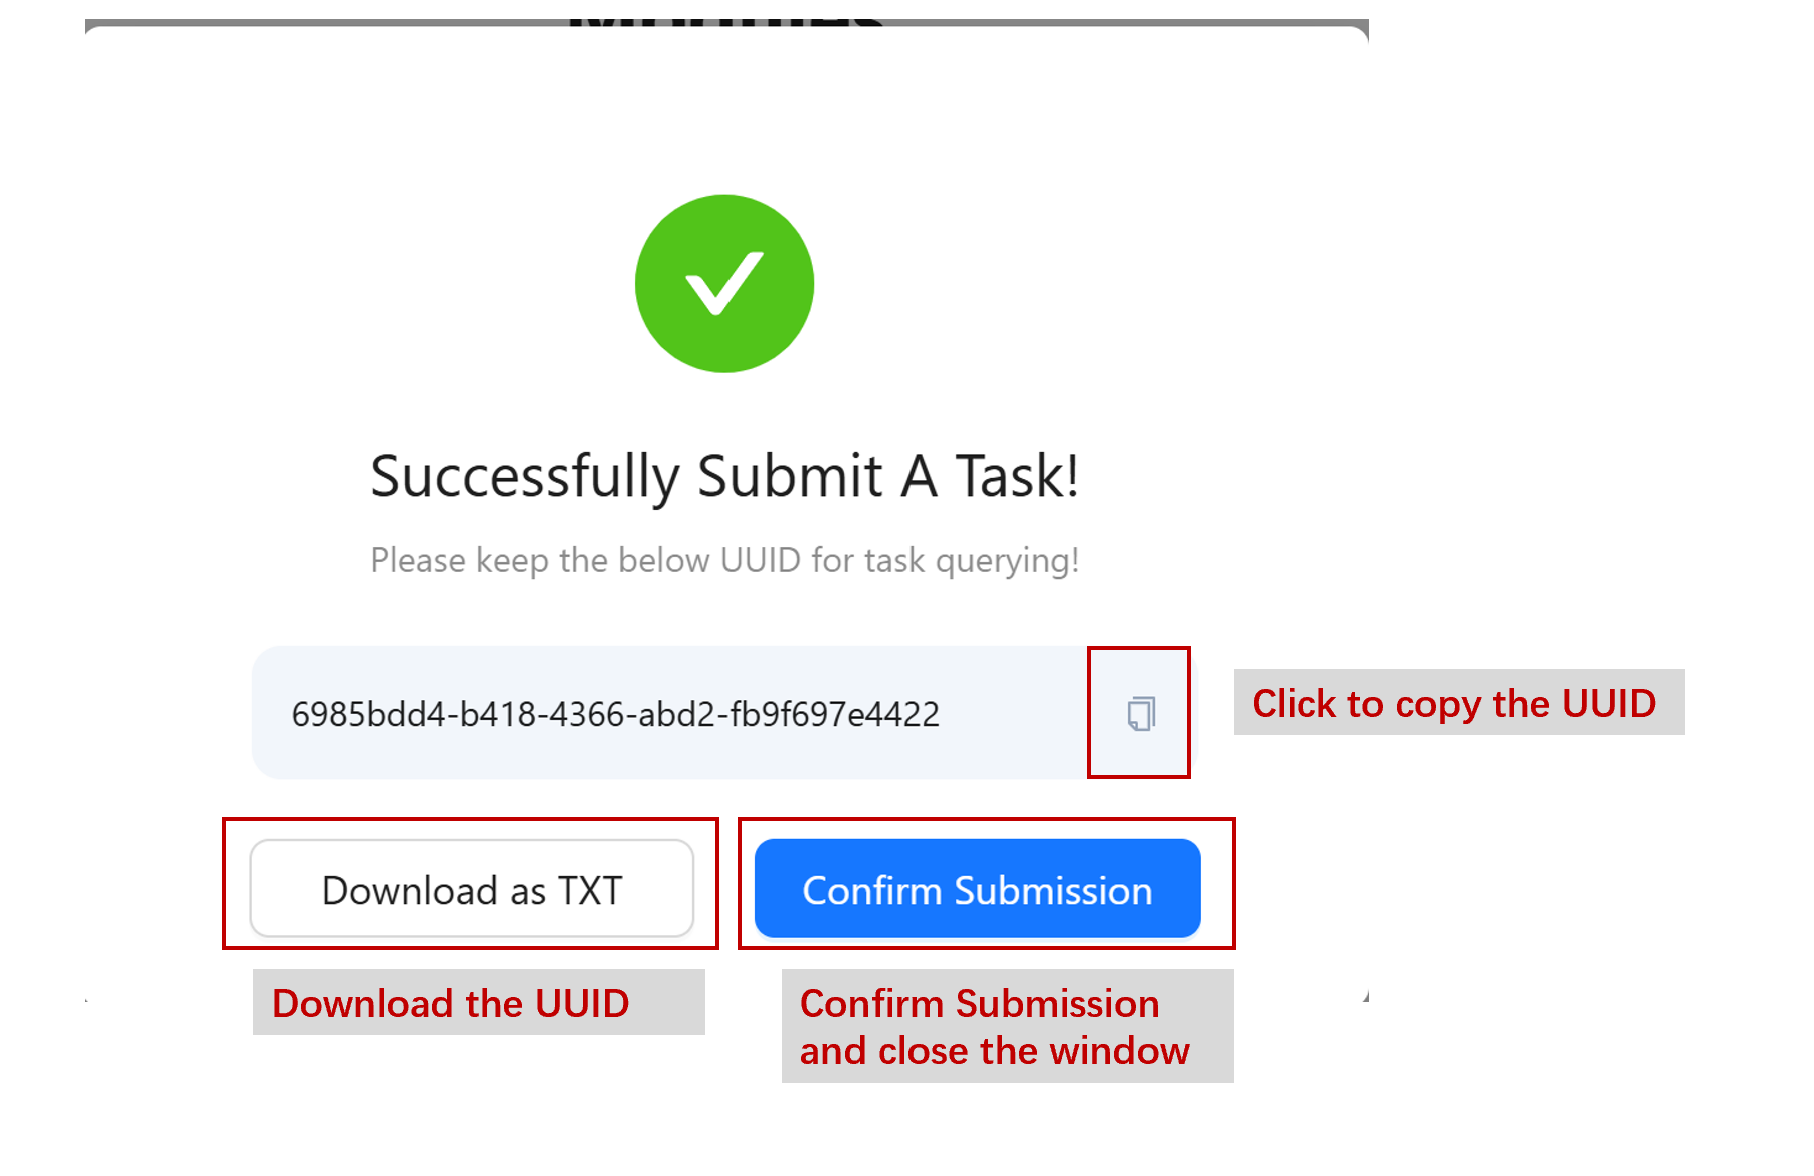 Successfully Submit A Task!
Please keep the below UUID for task querying!
6985bdd4-b418-4366-abd2-fb9f697e4422
Click to copy the UUID
Download as TXT
Confirm Submission
Download the UUID
Confirm Submission
and close the window